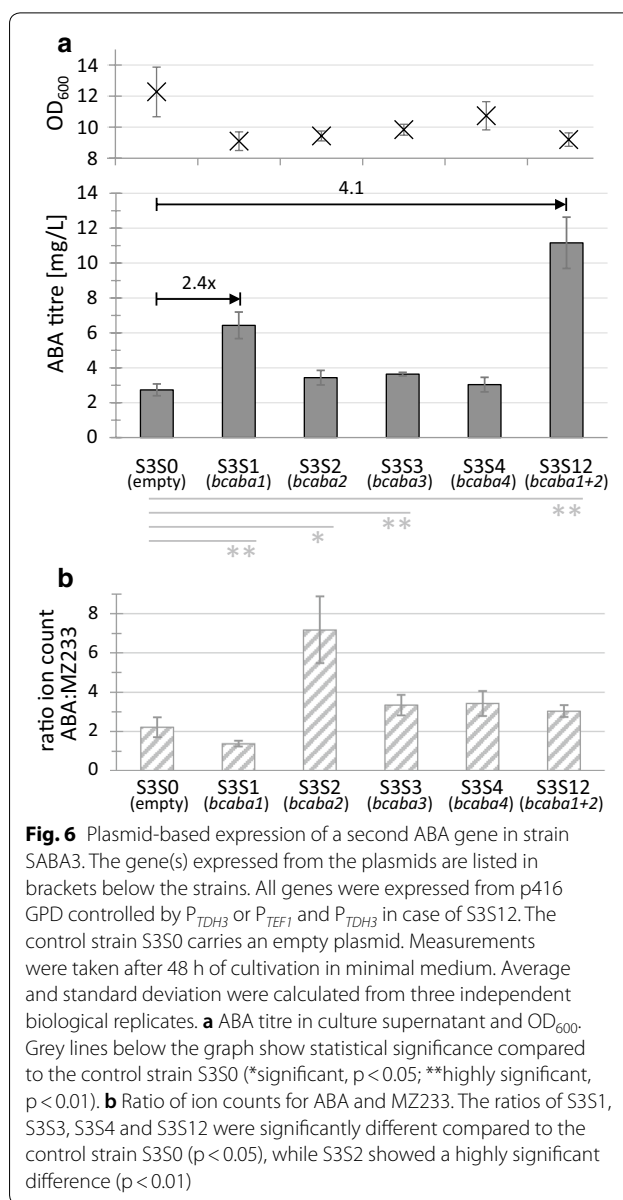 a
OD600
14
12
10
8
ABA titre [mg/L]
14
12
10
8
6
4
2
0
4.1
2.4x
S3S0 S3S1 S3S2 S3S3 S3S4 S3S12
(empty) (bcaba1) (bcaba2 (bcaba3) (bcaba4) (bcaba1+2)
** * ** **
b
ratio ion count
ABA:MZ233
8
6
4
2
0
S3S0 S3S1 S3S2 S3S3 S3S4 S3S12
(empty) (bcaba1) (bcaba2) (bcaba3) (bcaba4) (bcaba1+2)
Fig. 6 Plasmid-based expression of a second ABA gene in strain
SABA3. The gene(s) expressed from the plasmids are listed in
brackets below the strains. All genes were expressed from p416
GPD controlled by PTDH3 or PTEF1 and PTDH3 in case of S3S12. The
control strain S3S0 carries an empty plasmid. Measurements
were taken after 48 h of cultivation in minimal medium. Average
and standard deviation were calculated from three independent
biological replicates. a ABA titre in culture supernatant and OD600.
Grey lines below the graph show statistical significance compared
to the control strain S3S0 (*significant, p < 0.05; **highly significant,
p < 0.01). b Ratio of ion counts for ABA and MZ233. The ratios of S3S1,
S3S3, S3S4 and S3S12 were significantly different compared to the
control strain S3S0 (p < 0.05), while S3S2 showed a highly significant
difference (p < 0.01)